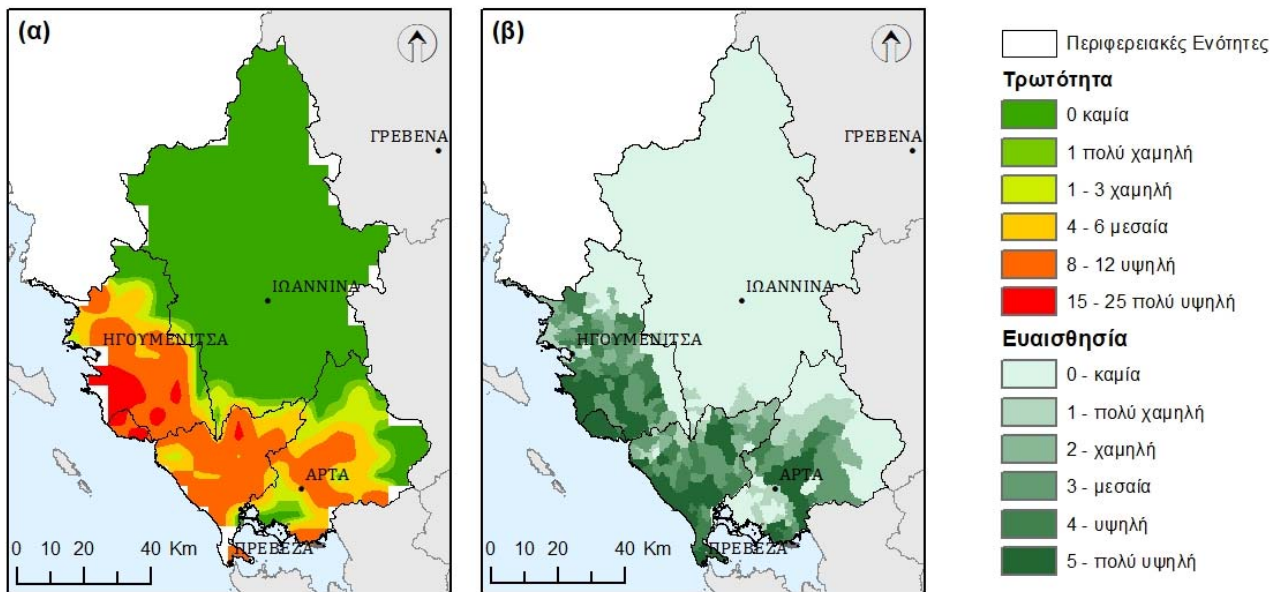 (α)
ΓΡΕΒΕΝΑ
ΙΩΑΝΝΙΝΑ
ΗΓΟΥΜΕΝΙΤΣΑ
ΑΡΤΑ
ΠΡΕΒΕΖΑ
0 10 20 40 Km
(β)
ΓΡΕΒΕΝΑ
ΙΩΑΝΝΙΝΑ
ΗΓΟΥΜΕΝΙΤΣΑ
ΑΡΤΑ
ΠΡΕΒΕΖΑ
0 10 20 40 Km
Περιφερειακές Ενότητες
Τρωτότητα
0 καμία
1 πολύ χαμηλή
1 - 3 χαμηλή
4 - 6 μεσαία
8 - 12 υψηλή
15 - 25 πολύ υψηλή
Ευαισθησία
0 - καμία
1 - πολύ χαμηλή
2 - χαμηλή
3 - μεσαία
4 - υψηλή
5 - πολύ υψηλή